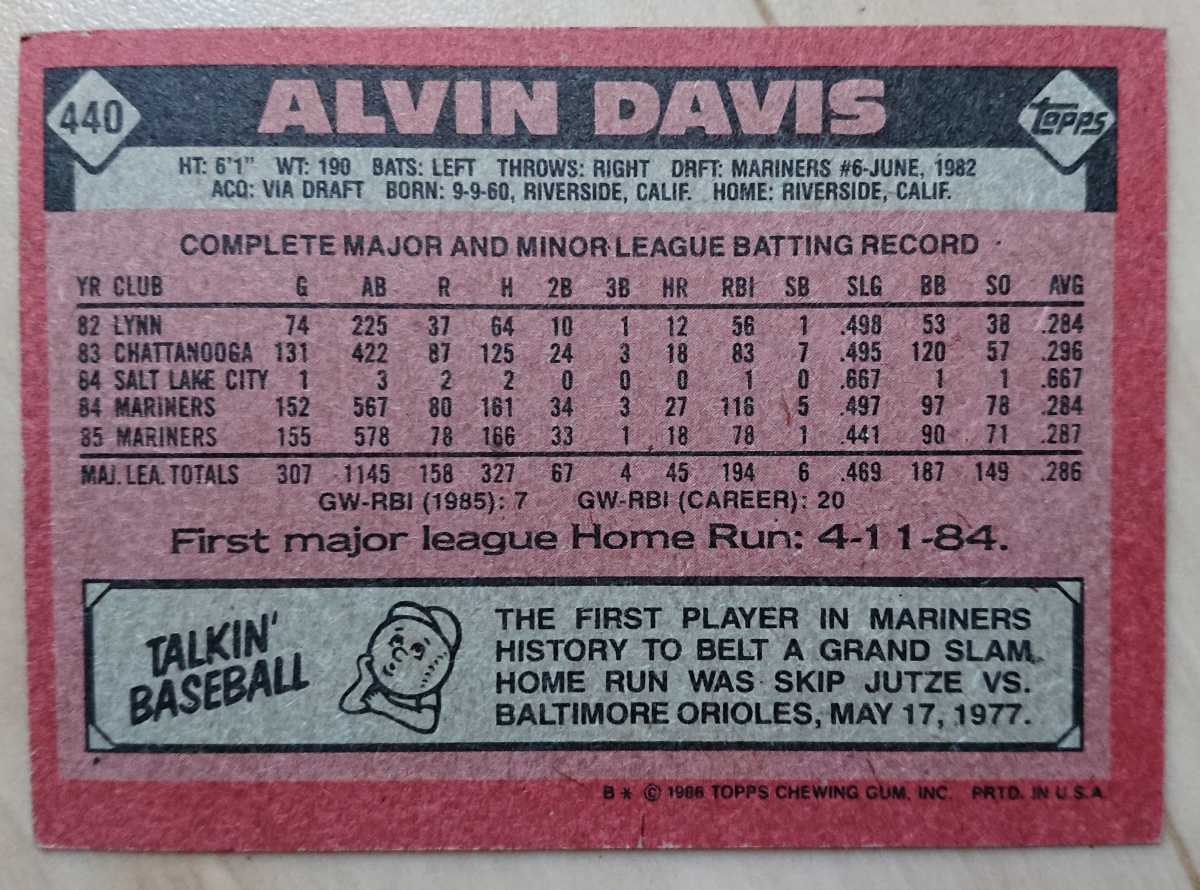 440
ALVIN DAVIS
Topps
HT: 6'1" WT: 190 BATS: LEFT THROWS: RIGHT DRFT: MARINERS #6-JUNE, 1982
ACQ: VIA DRAFT BORN: 9-9-60, RIVERSIDE, CALIF. HOME: RIVERSIDE, CALIF.
COMPLETE MAJOR AND MINOR LEAGUE BATTING RECORD
YR CLUB G AB R H 2B 3B HR RBI SB SLG BB SO AVG
82 LYNN 74 225 37 64 10 1 12 56 1 .498 53 38 .284
83 CHATTANOOGA 131 422 87 125 24 3 18 83 7 .495 120 57 .296
84 SALT LAKE CITY 1 3 2 2 0 0 0 1 0 .667 1 1 .667
84 MARINERS 152 567 80 161 34 3 27 116 5 .497 97 78 .284
85 MARINERS 155 578 78 166 33 1 18 78 1 .441 90 71 .287
MAJ. LEA. TOTALS 307 1145 158 327 67 4 45 194 6 .469 187 149 .286
GW-RBI (1985): 7 GW-RBI (CAREER): 20
First major league Home Run: 4-11-84.
TALKIN'
BASEBALL
THE FIRST PLAYER IN MARINERS
HISTORY TO BELT A GRAND SLAM
HOME RUN WAS SKIP JUTZE VS.
BALTIMORE ORIOLES, MAY 17, 1977.
B* © 1986 TOPPS CHEWING GUM, INC. PRTD. IN U.S.A.